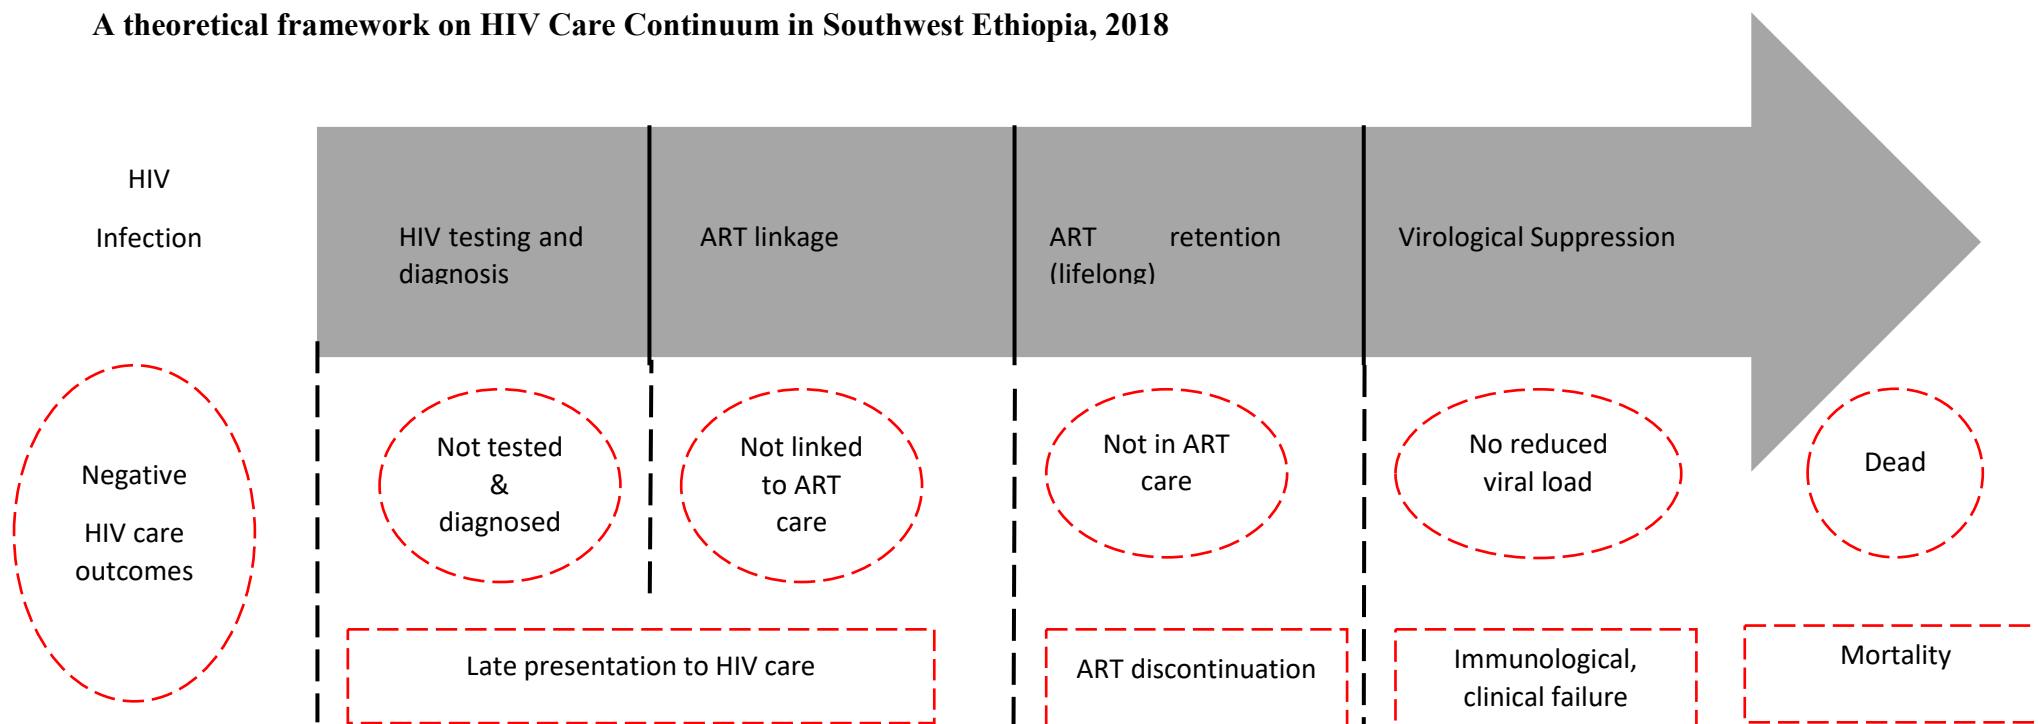 A theoretical framework on HIV Care Continuum in Southwest Ethiopia, 2018
HIV
Infection
HIV testing and
diagnosis
ART linkage
ART retention
(lifelong)
Virological Suppression
Negative
HIV care
outcomes
Not tested
&
diagnosed
Not linked
to ART
care
Not in ART
care
No reduced
viral load
Dead
Late presentation to HIV care
ART discontinuation
Immunological,
clinical failure
Mortality